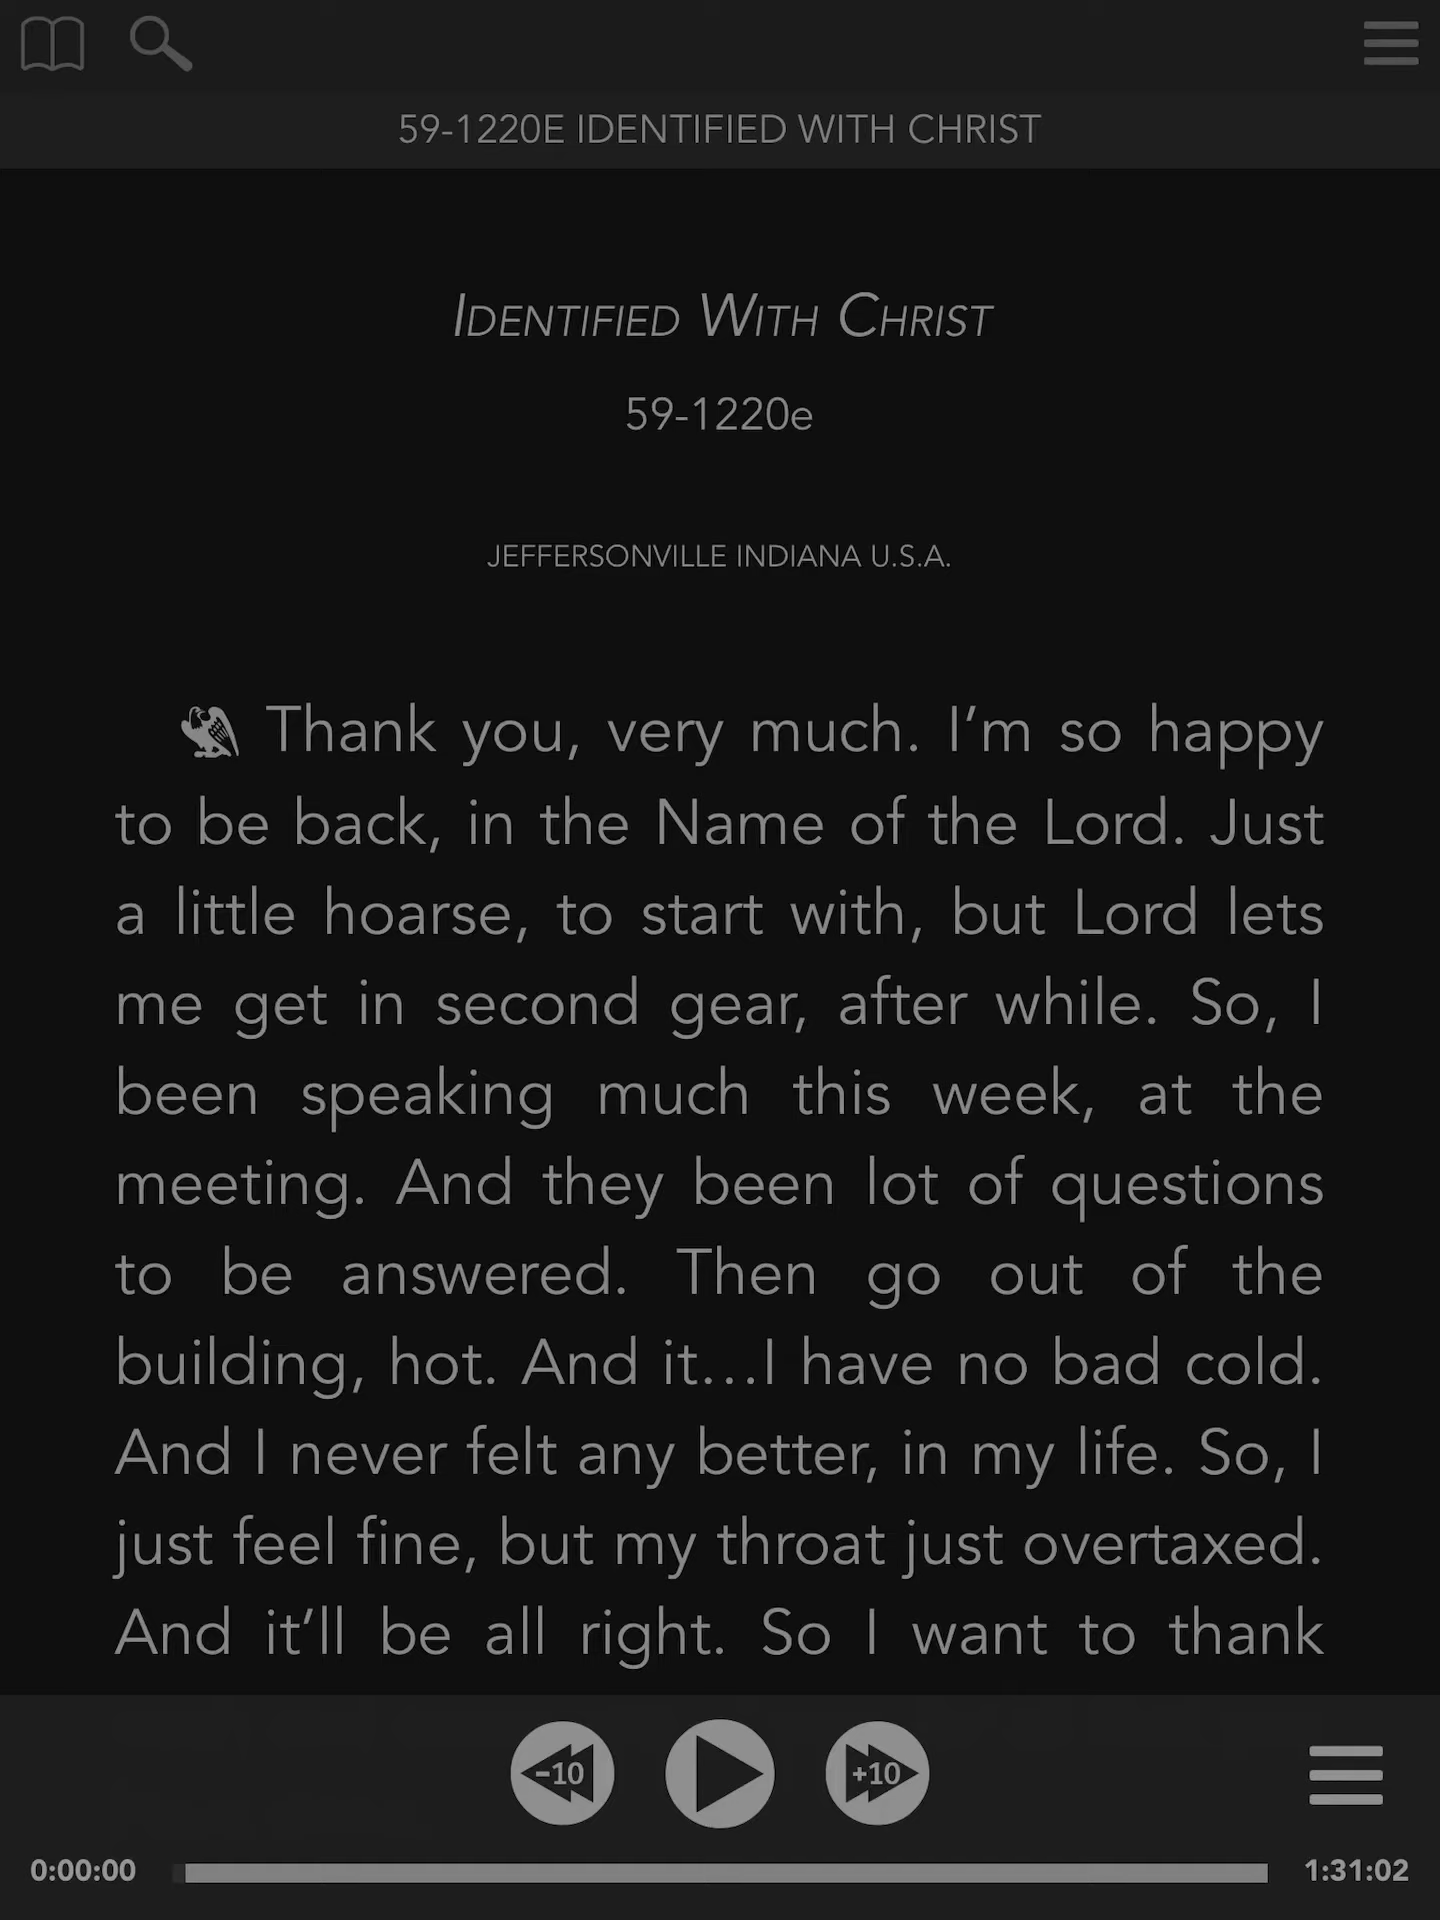 59-1220E IDENTIFIED WITH CHRIST
IDENTIFIED WITH CHRIST
59-1220e
JEFFERSONVILLE INDIANA U.S.A.
Thank you, very much. I’m so happy
to be back, in the Name of the Lord. Just
a little hoarse, to start with, but Lord lets
me get in second gear, after while. So, I
been speaking much this week, at the
meeting. And they been lot of questions
to be answered. Then go out of the
building, hot. And it…I have no bad cold.
And I never felt any better, in my life. So, I
just feel fine, but my throat just overtaxed.
And it’ll be all right. So I want to thank
-10 +10
0:00:00 1:31:02